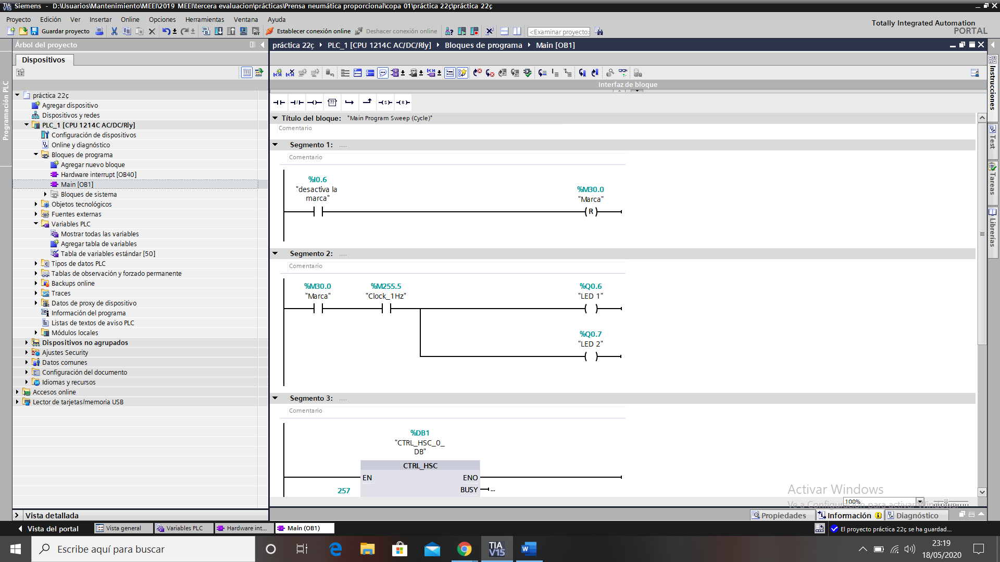 Siemens - D:\Usuarios\Mantenimiento\MEEI\2019 MEEI\tercera evaluacion\prácticas\Prensa neumática proporcional\copa 01\práctica 22ç\práctica 22ç
Proyecto Edición Ver Insertar Online Opciones Herramientas Ventana Ayuda
Totally Integrated Automation
PORTAL
Guardar proyecto
Establecer conexión online
Deshacer conexión online
<Examinar proyecto>
Árbol del proyecto
práctica 22ç PLC_1 [CPU 1214C AC/DC/Rly] Bloques de programa Main [OB1]
Dispositivos
Programación PLC
práctica 22ç
Agregar dispositivo
Dispositivos y redes
PLC_1 [CPU 1214C AC/DC/Rly]
Configuración de dispositivos
Online y diagnóstico
Bloques de programa
Agregar nuevo bloque
Hardware interrupt [OB40]
Main [OB1]
Bloques de sistema
Objetos tecnológicos
Fuentes externas
Variables PLC
Mostrar todas las variables
Agregar tabla de variables
Tabla de variables estándar [50]
Tipos de datos PLC
Tablas de observación y forzado permanente
Backups online
Traces
Datos de proxy de dispositivo
Información del programa
Listas de textos de aviso PLC
Módulos locales
Dispositivos no agrupados
Ajustes Security
Datos comunes
Configuración del documento
Idiomas y recursos
Accesos online
Lector de tarjetas/memoria USB
Vista detallada
Interfaz de bloque
??
S
R
Título del bloque: "Main Program Sweep (Cycle)"
Comentario
Segmento 1: .....
Comentario
%I0.6
"desactiva la
marca"
%M30.0
"Marca"
R
Segmento 2: .....
Comentario
%M30.0
"Marca"
%M255.5
"Clock_1Hz"
%Q0.6
"LED 1"
%Q0.7
"LED 2"
Segmento 3: .....
Comentario
%DB1
"CTRL_HSC_0_
DB"
CTRL_HSC
EN ENO
257
BUSY ...
Instrucciones
Test
Tareas
Librerías
Activar Windows
Ve a Configuración para activar Windows.
100%
Propiedades
Información
Diagnóstico
Vista del portal
Vista general
Variables PLC
Hardware int...
Main (OB1)
El proyecto práctica 22ç se ha guardad...
Escribe aquí para buscar
TIA
V15
23:19
18/05/2020